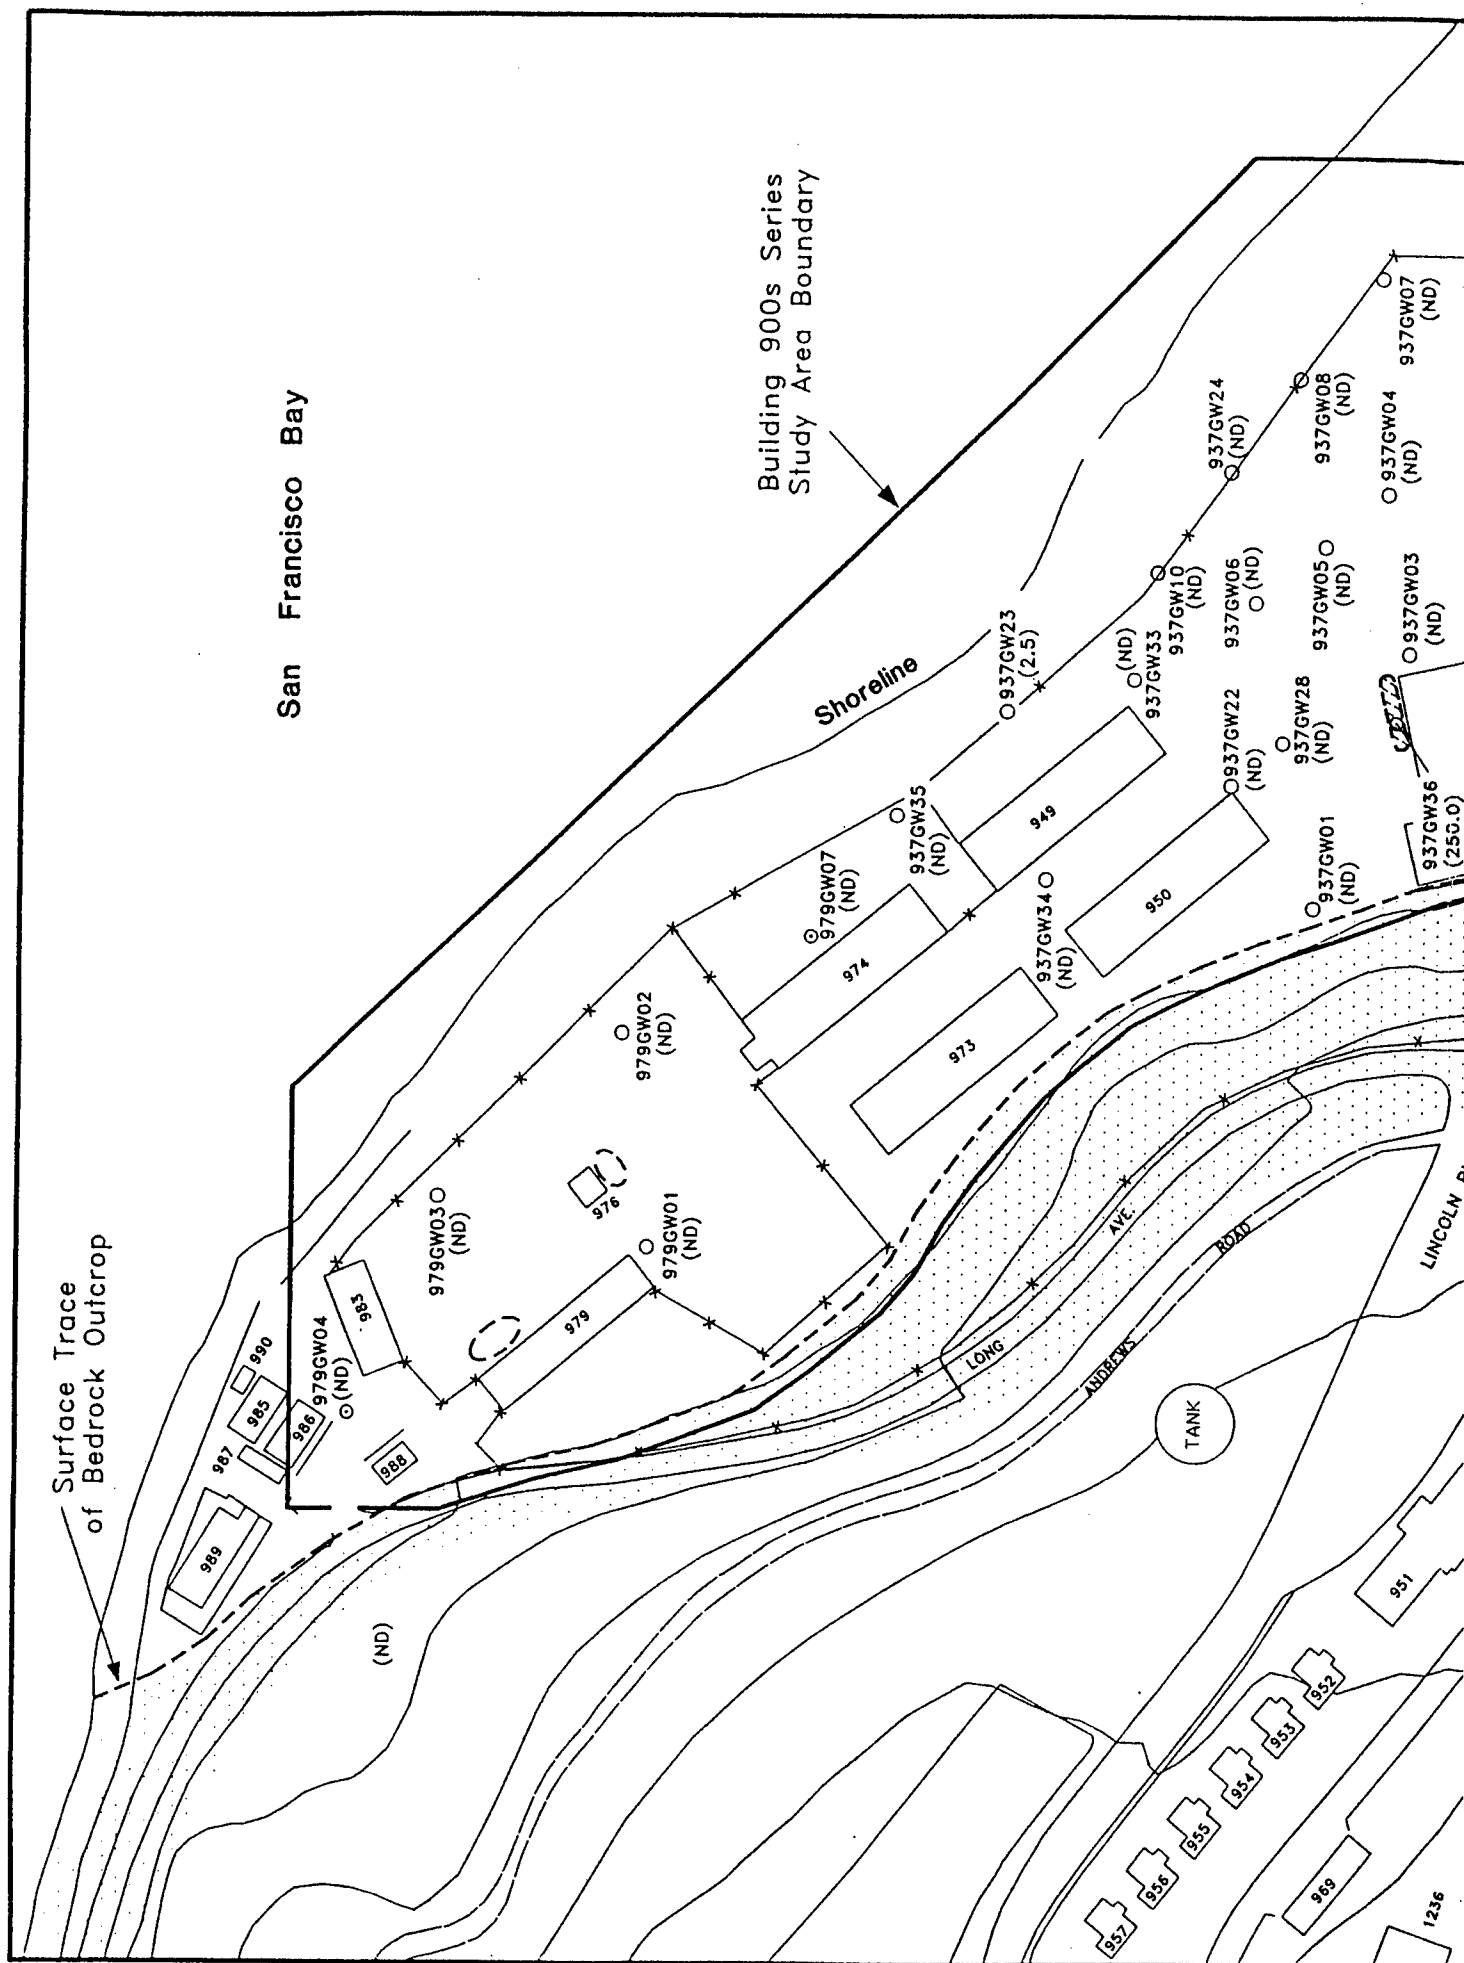 San Francisco Bay
Building 900s Series
Study Area Boundary
Surface Trace
of Bedrock Outcrop
Shoreline
937GW07
(ND)
937GW08
(ND)
937GW24
(ND)
937GW04
(ND)
937GW10
(ND)
937GW06
(ND)
937GW05
(ND)
937GW03
(ND)
937GW23
(2.5)
(ND)
937GW33
937GW22
(ND)
937GW28
(ND)
937GW36
(250.0)
937GW01
(ND)
937GW35
(ND)
937GW34
(ND)
979GW07
(ND)
979GW02
(ND)
979GW03
(ND)
979GW01
(ND)
979GW04
(ND)
(ND)
949
950
974
973
976
979
983
990
985
986
987
988
989
LONG
AVE.
ANDREWS
ROAD
LINCOLN
TANK
951
952
953
954
955
956
957
969
1236